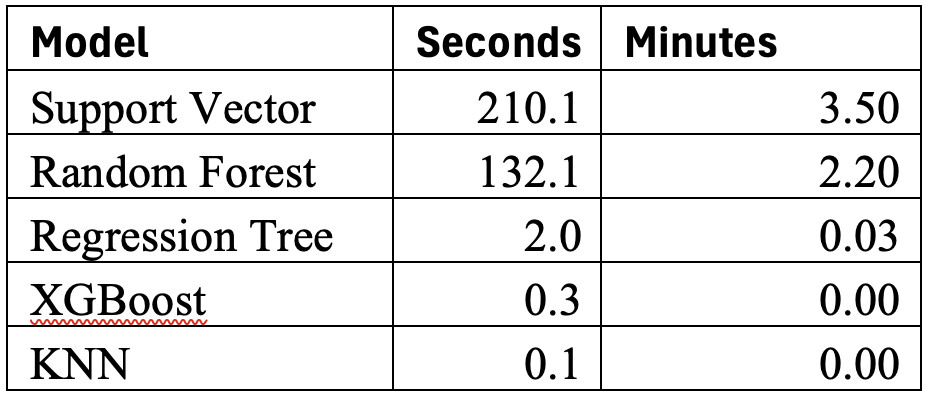 Model Seconds Minutes
Support Vector 210.1 3.50
Random Forest 132.1 2.20
Regression Tree 2.0 0.03
XGBoost 0.3 0.00
KNN 0.1 0.00